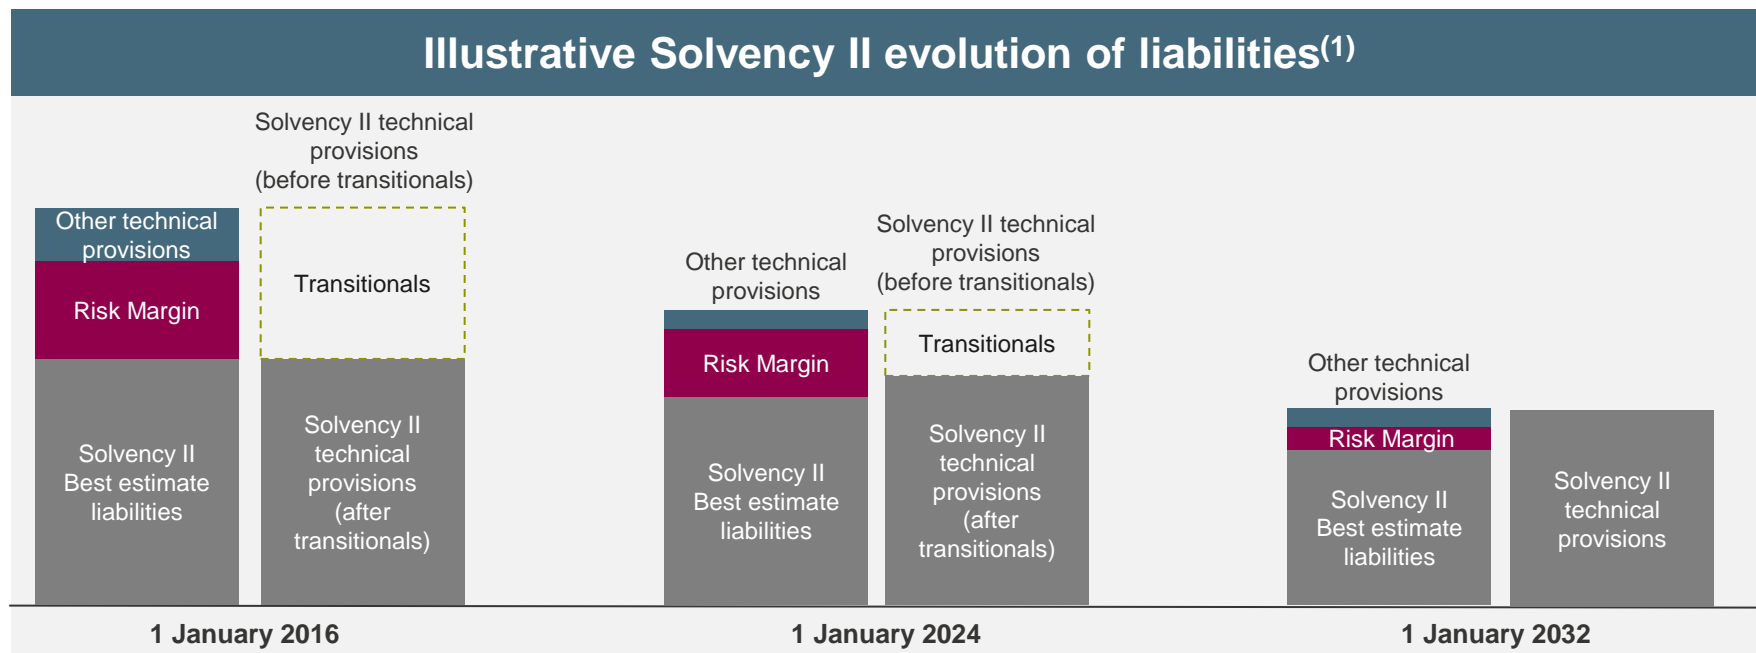 Illustrative Solvency II evolution of liabilities(1)
Other technical
provisions
Risk Margin
Solvency II
Best estimate
liabilities
Solvency II technical
provisions
(before transitionals)
Transitionals
Solvency II
technical
provisions
(after
transitionals)
1 January 2016
Other technical
provisions
Risk Margin
Solvency II
Best estimate
liabilities
Solvency II technical
provisions
(before transitionals)
Transitionals
Solvency II
technical
provisions
(after
transitionals)
1 January 2024
Other technical
provisions
Risk Margin
Solvency II
Best estimate
liabilities
Solvency II
technical
provisions
1 January 2032